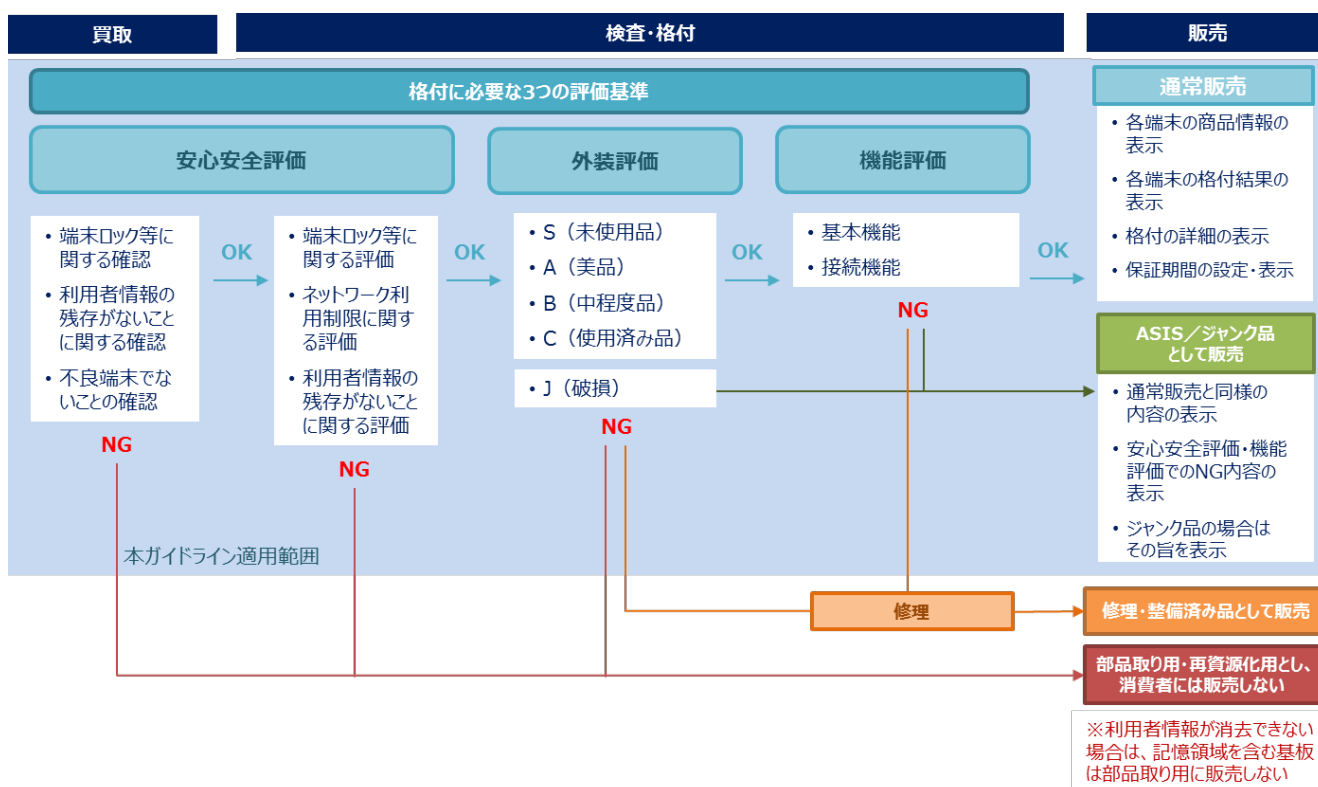 買取
検査・格付
販売
格付に必要な3つの評価基準
安心安全評価
外装評価
機能評価
• 端末ロック等に
関する確認
• 利用者情報の
残存がないこと
に関する確認
• 不良端末でな
いことの確認
NG
OK
• 端末ロック等に
関する評価
• ネットワーク利
用制限に関す
る評価
• 利用者情報の
残存がないこと
に関する評価
NG
OK
• S（未使用品）
• A（美品）
• B（中程度品）
• C（使用済み品）
• J（破損）
NG
OK
• 基本機能
• 接続機能
NG
OK
通常販売
• 各端末の商品情報の
表示
• 各端末の格付結果の
表示
• 格付の詳細の表示
• 保証期間の設定・表示
ASIS／ジャンク品
として販売
• 通常販売と同様の
内容の表示
• 安心安全評価・機能
評価でのNG内容の
表示
• ジャンク品の場合は
その旨を表示
本ガイドライン適用範囲
修理
修理・整備済み品として販売
部品取り用・再資源化用とし、
消費者には販売しない
※利用者情報が消去できない
場合は、記憶領域を含む基板
は部品取り用に販売しない